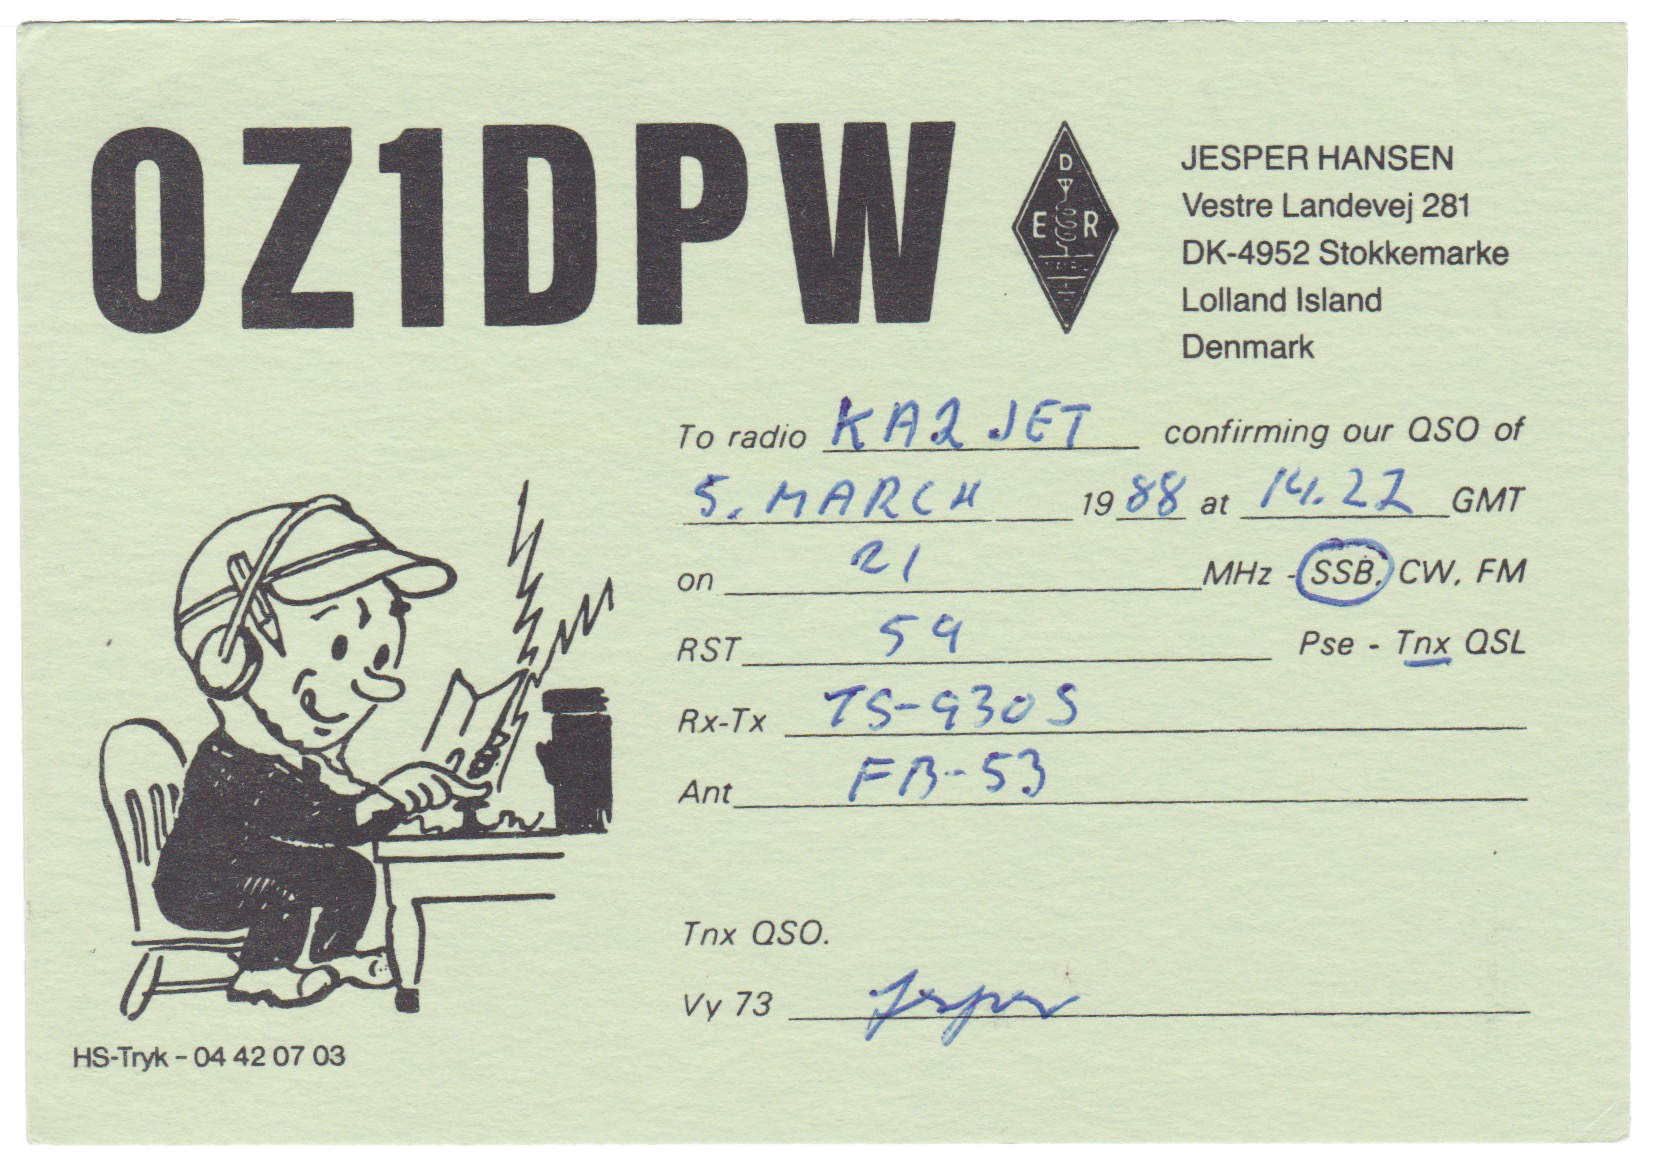 OZ1DPW
D
E R
JESPER HANSEN
Vestre Landevej 281
DK-4952 Stokkemarke
Lolland Island
Denmark
To radio KA2JET confirming our QSO of
5. MARCH 1988 at 14.22 GMT
on 21 MHz - SSB, CW, FM
RST 59 Pse - Tnx QSL
Rx-Tx TS-930S
Ant FB-53
Tnx QSO.
Vy 73 Jesper
HS-Tryk - 04 42 07 03